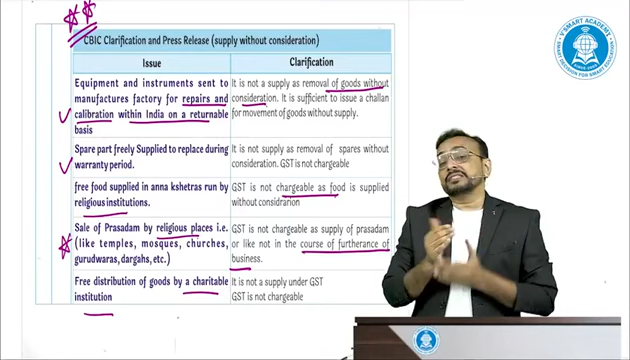 CBIC Clarification and Press Release (supply without consideration)
Issue
Clarification
Equipment and instruments sent to
manufactures factory for repairs and
calibration within India on a returnable
basis
It is not a supply as removal of goods without
consideration. It is sufficient to issue a challan
for movement of goods without supply.
Spare part freely Supplied to replace during
warranty period.
It is not supply as removal of spares without
consideration. GST is not chargeable
free food supplied in anna kshetras run by
religious institutions.
GST is not chargeable as food is supplied
without considrarion
Sale of Prasadam by religious places i.e.
(like temples, mosques, churches,
gurudwaras, dargahs, etc.)
GST is not chargeable as supply of prasadam
or like not in the course of furtherance of
business.
Free distribution of goods by a charitable
institution
It is not a supply under GST
GST is not chargeable
V'SMART ACADEMY